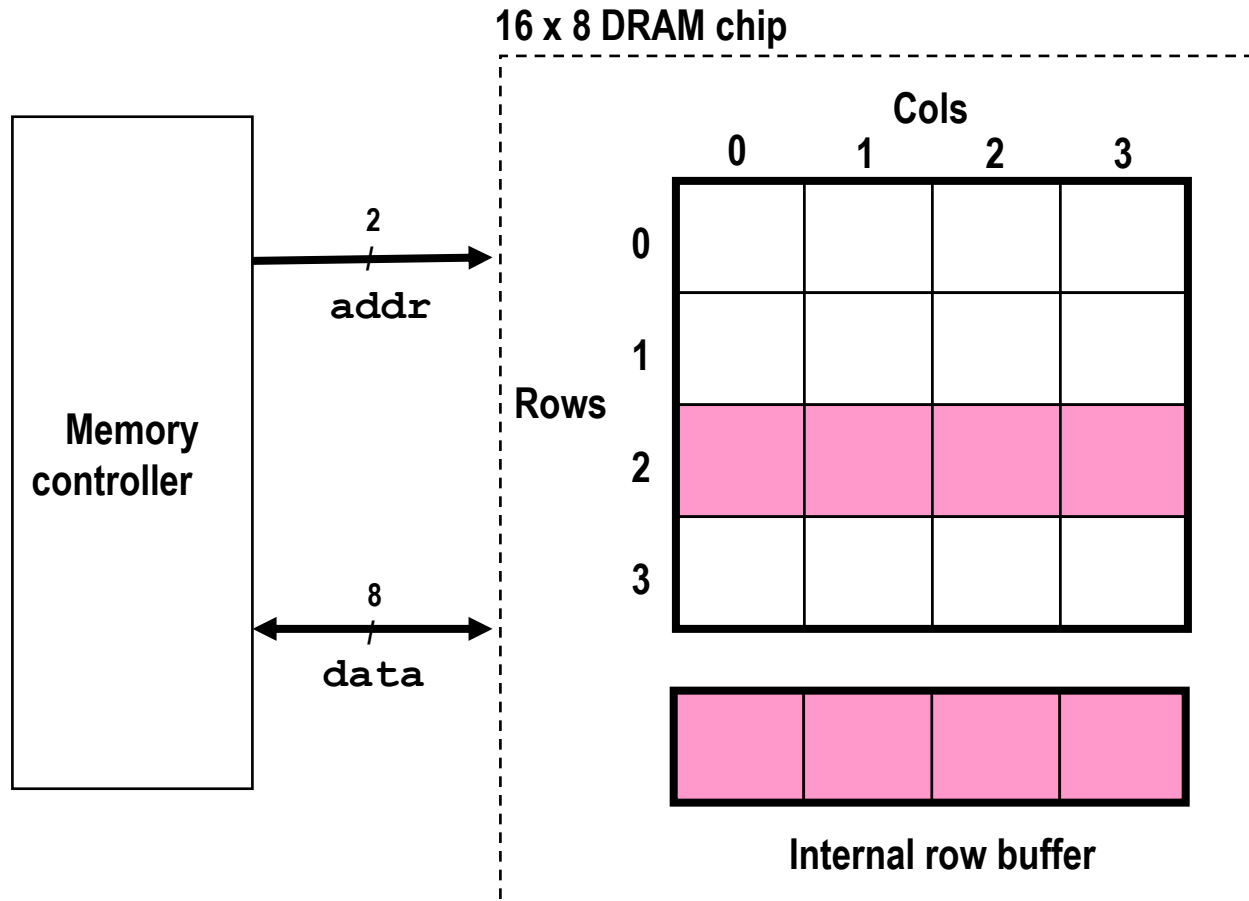 16 x 8 DRAM chip
Cols
0 1 2 3
2
addr
0
1
Rows
2
3
Memory
controller
8
data
Internal row buffer